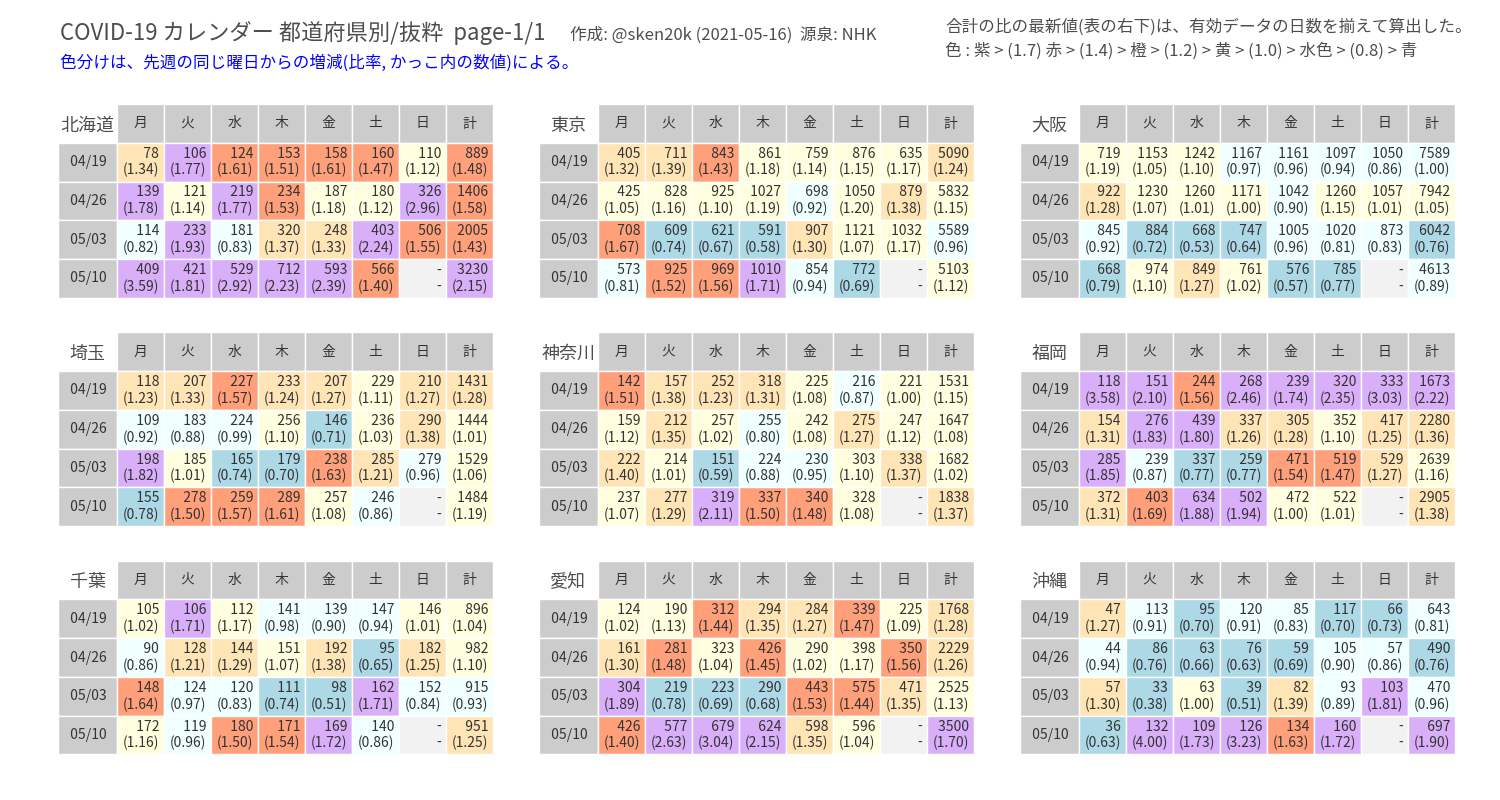 COVID-19 カレンダー 都道府県別/抜粋 page-1/1 作成: @sken20k (2021-05-16) 源泉: NHK
色分けは、先週の同じ曜日からの増減(比率, かっこ内の数値)による。
合計の比の最新値(表の右下)は、有効データの日数を揃えて算出した。
色 : 紫 > (1.7) 赤 > (1.4) > 橙 > (1.2) > 黄 > (1.0) > 水色 > (0.8) > 青
北海道 月 火 水 木 金 土 日 計
04/19 78 106 124 153 158 160 110 889
(1.34) (1.77) (1.61) (1.51) (1.61) (1.47) (1.12) (1.48)
04/26 139 121 219 234 187 180 326 1406
(1.78) (1.14) (1.77) (1.53) (1.18) (1.12) (2.96) (1.58)
05/03 114 233 181 320 248 403 506 2005
(0.82) (1.93) (0.83) (1.37) (1.33) (2.24) (1.55) (1.43)
05/10 409 421 529 712 593 566 - 3230
(3.59) (1.81) (2.92) (2.23) (2.39) (1.40) - (2.15)
東京 月 火 水 木 金 土 日 計
04/19 405 711 843 861 759 876 635 5090
(1.32) (1.39) (1.43) (1.18) (1.14) (1.15) (1.17) (1.24)
04/26 425 828 925 1027 698 1050 879 5832
(1.05) (1.16) (1.10) (1.19) (0.92) (1.20) (1.38) (1.15)
05/03 708 609 621 591 907 1121 1032 5589
(1.67) (0.74) (0.67) (0.58) (1.30) (1.07) (1.17) (0.96)
05/10 573 925 969 1010 854 772 - 5103
(0.81) (1.52) (1.56) (1.71) (0.94) (0.69) - (1.12)
大阪 月 火 水 木 金 土 日 計
04/19 719 1153 1242 1167 1161 1097 1050 7589
(1.19) (1.05) (1.10) (0.97) (0.96) (0.94) (0.86) (1.00)
04/26 922 1230 1260 1171 1042 1260 1057 7942
(1.28) (1.07) (1.01) (1.00) (0.90) (1.15) (1.01) (1.05)
05/03 845 884 668 747 1005 1020 873 6042
(0.92) (0.72) (0.53) (0.64) (0.96) (0.81) (0.83) (0.76)
05/10 668 974 849 761 576 785 - 4613
(0.79) (1.10) (1.27) (1.02) (0.57) (0.77) - (0.89)
埼玉 月 火 水 木 金 土 日 計
04/19 118 207 227 233 207 229 210 1431
(1.23) (1.33) (1.57) (1.24) (1.27) (1.11) (1.27) (1.28)
04/26 109 183 224 256 146 236 290 1444
(0.92) (0.88) (0.99) (1.10) (0.71) (1.03) (1.38) (1.01)
05/03 198 185 165 179 238 285 279 1529
(1.82) (1.01) (0.74) (0.70) (1.63) (1.21) (0.96) (1.06)
05/10 155 278 259 289 257 246 - 1484
(0.78) (1.50) (1.57) (1.61) (1.08) (0.86) - (1.19)
神奈川 月 火 水 木 金 土 日 計
04/19 142 157 252 318 225 216 221 1531
(1.51) (1.38) (1.23) (1.31) (1.08) (0.87) (1.00) (1.15)
04/26 159 212 257 255 242 275 247 1647
(1.12) (1.35) (1.02) (0.80) (1.08) (1.27) (1.12) (1.08)
05/03 222 214 151 224 230 303 338 1682
(1.40) (1.01) (0.59) (0.88) (0.95) (1.10) (1.37) (1.02)
05/10 237 277 319 337 340 328 - 1838
(1.07) (1.29) (2.11) (1.50) (1.48) (1.08) - (1.37)
福岡 月 火 水 木 金 土 日 計
04/19 118 151 244 268 239 320 333 1673
(3.58) (2.10) (1.56) (2.46) (1.74) (2.35) (3.03) (2.22)
04/26 154 276 439 337 305 352 417 2280
(1.31) (1.83) (1.80) (1.26) (1.28) (1.10) (1.25) (1.36)
05/03 285 239 337 259 471 519 529 2639
(1.85) (0.87) (0.77) (0.77) (1.54) (1.47) (1.27) (1.16)
05/10 372 403 634 502 472 522 - 2905
(1.31) (1.69) (1.88) (1.94) (1.00) (1.01) - (1.38)
千葉 月 火 水 木 金 土 日 計
04/19 105 106 112 141 139 147 146 896
(1.02) (1.71) (1.17) (0.98) (0.90) (0.94) (1.01) (1.04)
04/26 90 128 144 151 192 95 182 982
(0.86) (1.21) (1.29) (1.07) (1.38) (0.65) (1.25) (1.10)
05/03 148 124 120 111 98 162 152 915
(1.64) (0.97) (0.83) (0.74) (0.51) (1.71) (0.84) (0.93)
05/10 172 119 180 171 169 140 - 951
(1.16) (0.96) (1.50) (1.54) (1.72) (0.86) - (1.25)
愛知 月 火 水 木 金 土 日 計
04/19 124 190 312 294 284 339 225 1768
(1.02) (1.13) (1.44) (1.35) (1.27) (1.47) (1.09) (1.28)
04/26 161 281 323 426 290 398 350 2229
(1.30) (1.48) (1.04) (1.45) (1.02) (1.17) (1.56) (1.26)
05/03 304 219 223 290 443 575 471 2525
(1.89) (0.78) (0.69) (0.68) (1.53) (1.44) (1.35) (1.13)
05/10 426 577 679 624 598 596 - 3500
(1.40) (2.63) (3.04) (2.15) (1.35) (1.04) - (1.70)
沖縄 月 火 水 木 金 土 日 計
04/19 47 113 95 120 85 117 66 643
(1.27) (0.91) (0.70) (0.91) (0.83) (0.70) (0.73) (0.81)
04/26 44 86 63 76 59 105 57 490
(0.94) (0.76) (0.66) (0.63) (0.69) (0.90) (0.86) (0.76)
05/03 57 33 63 39 82 93 103 470
(1.30) (0.38) (1.00) (0.51) (1.39) (0.89) (1.81) (0.96)
05/10 36 132 109 126 134 160 - 697
(0.63) (4.00) (1.73) (3.23) (1.63) (1.72) - (1.90)